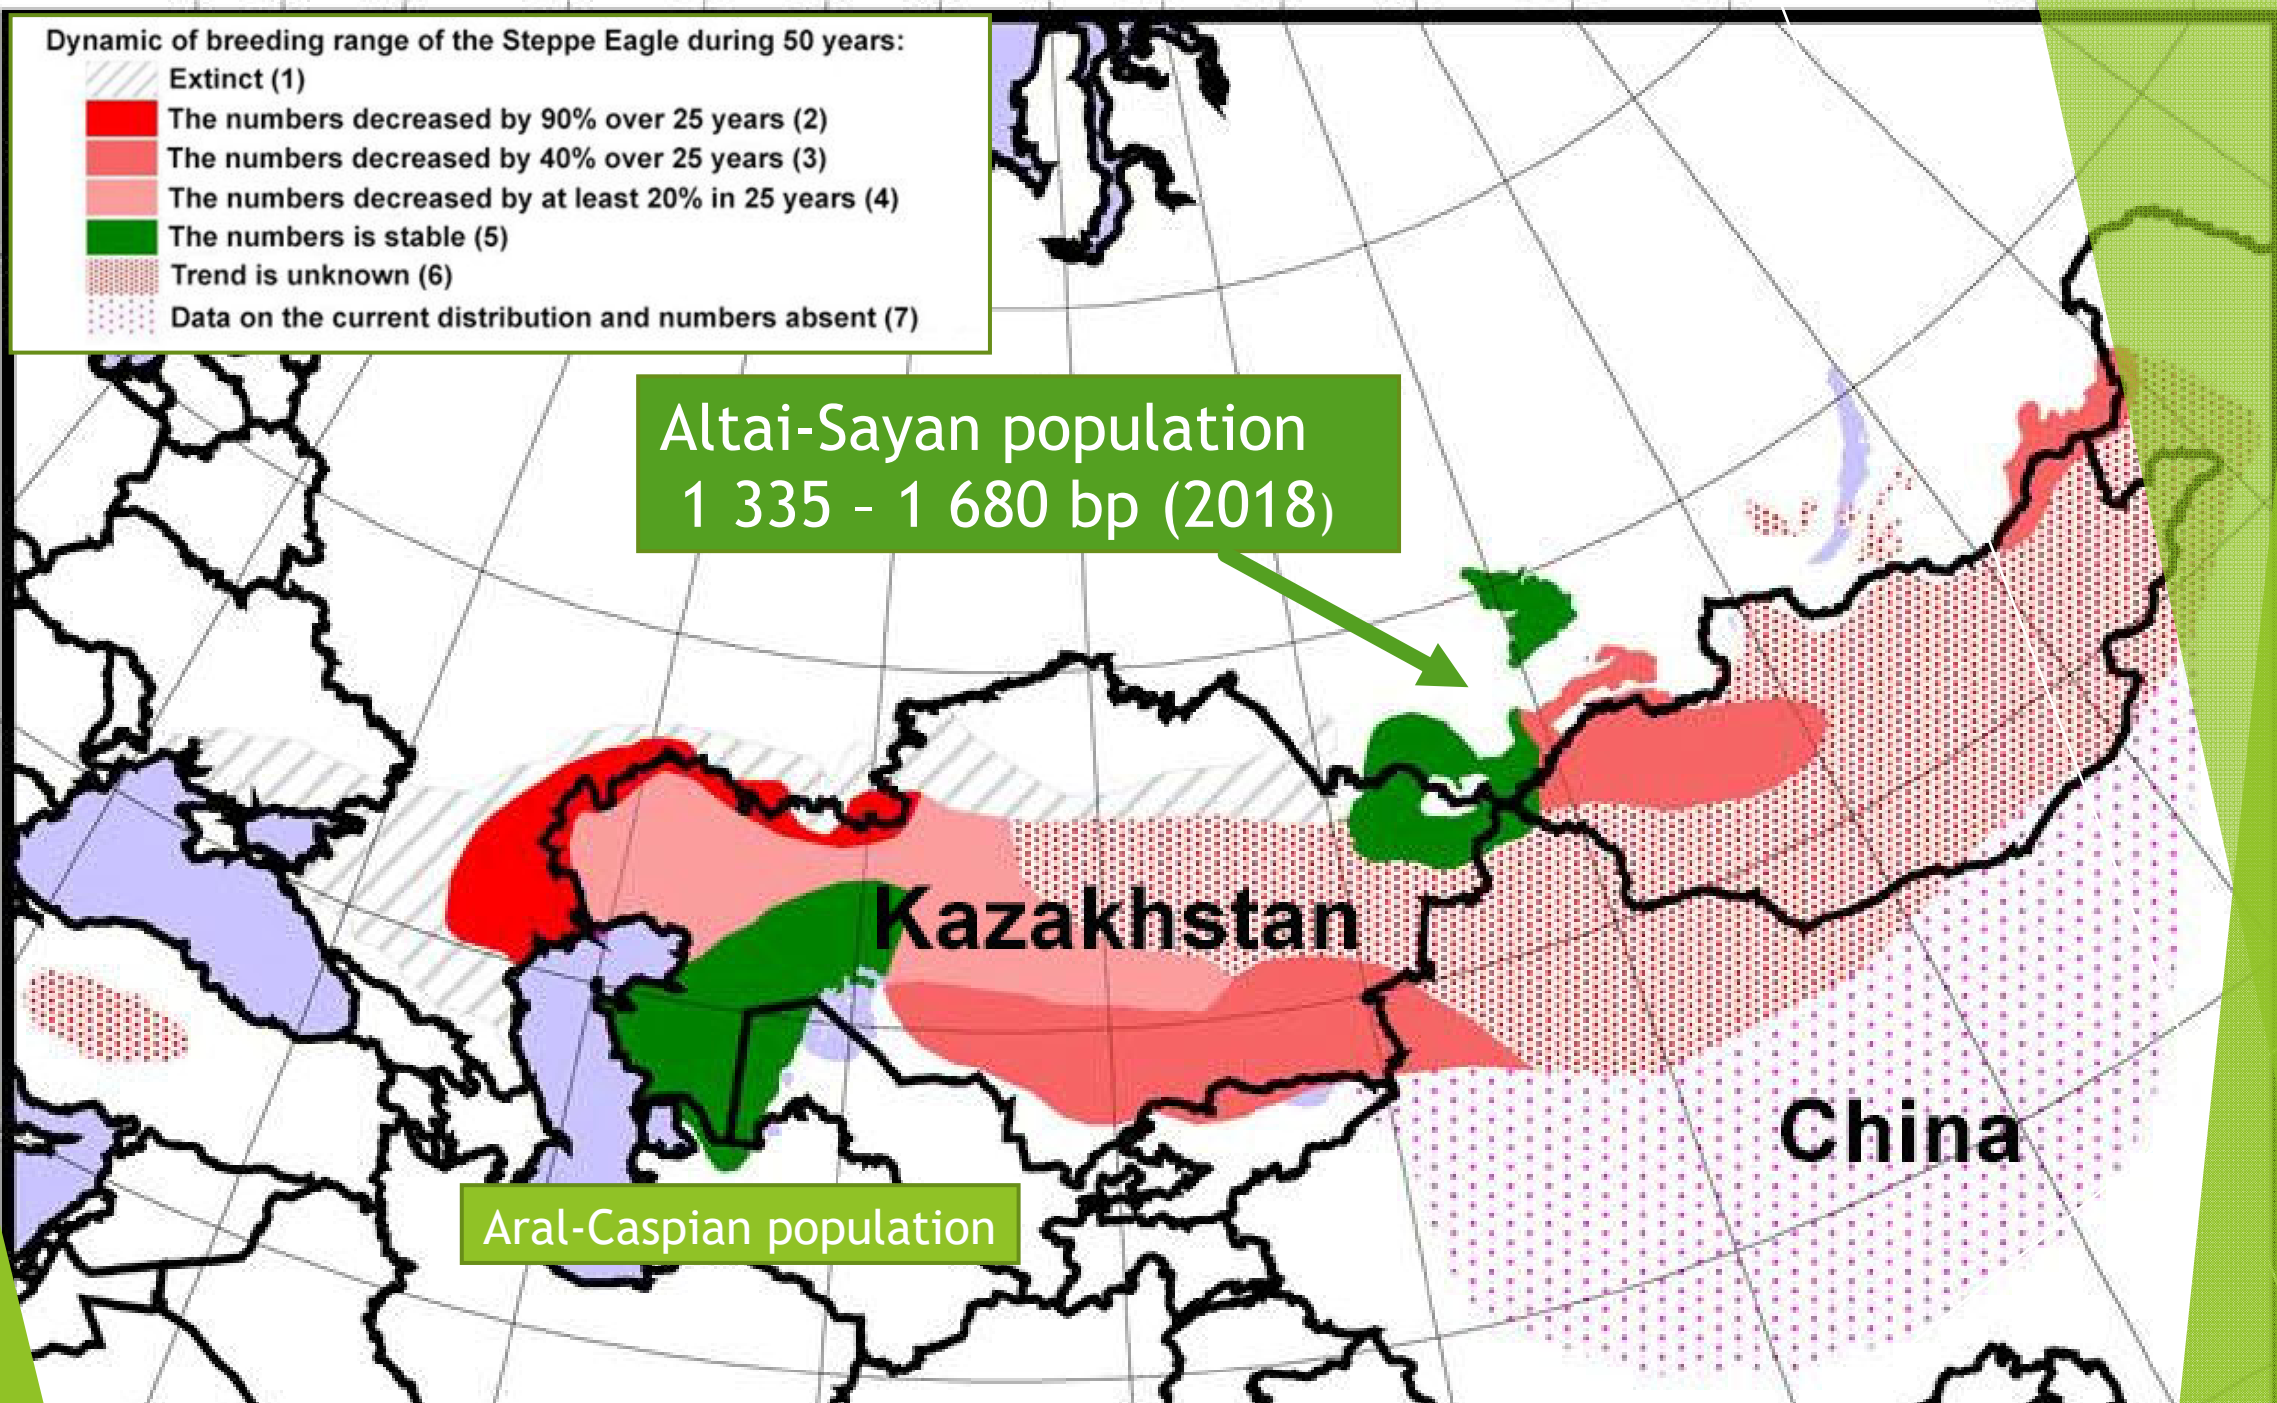 Dynamic of breeding range of the Steppe Eagle during 50 years:
Extinct (1)
The numbers decreased by 90% over 25 years (2)
The numbers decreased by 40% over 25 years (3)
The numbers decreased by at least 20% in 25 years (4)
The numbers is stable (5)
Trend is unknown (6)
Data on the current distribution and numbers absent (7)
Altai-Sayan population
1 335 – 1 680 bp (2018)
Kazakhstan
China
Aral-Caspian population